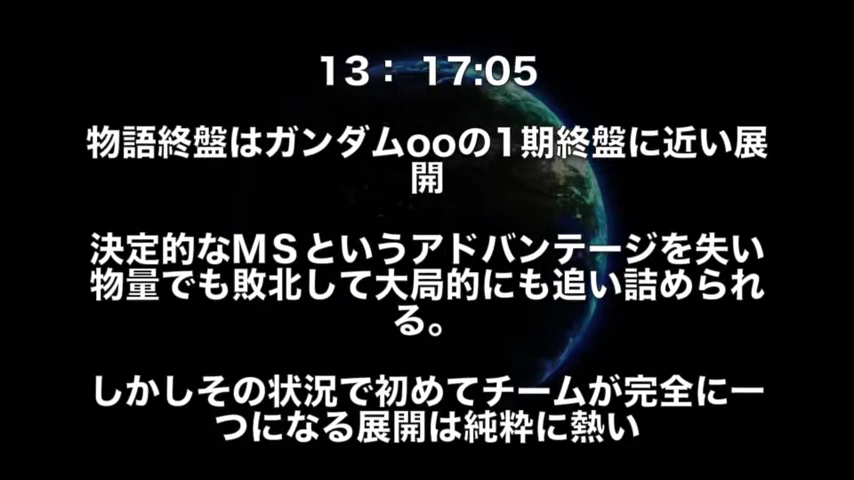 13： 17:05
物語終盤はガンダムooの1期終盤に近い展
開
決定的なＭＳというアドバンテージを失い
物量でも敗北して大局的にも追い詰められ
る。
しかしその状況で初めてチームが完全に一
つになる展開は純粋に熱い